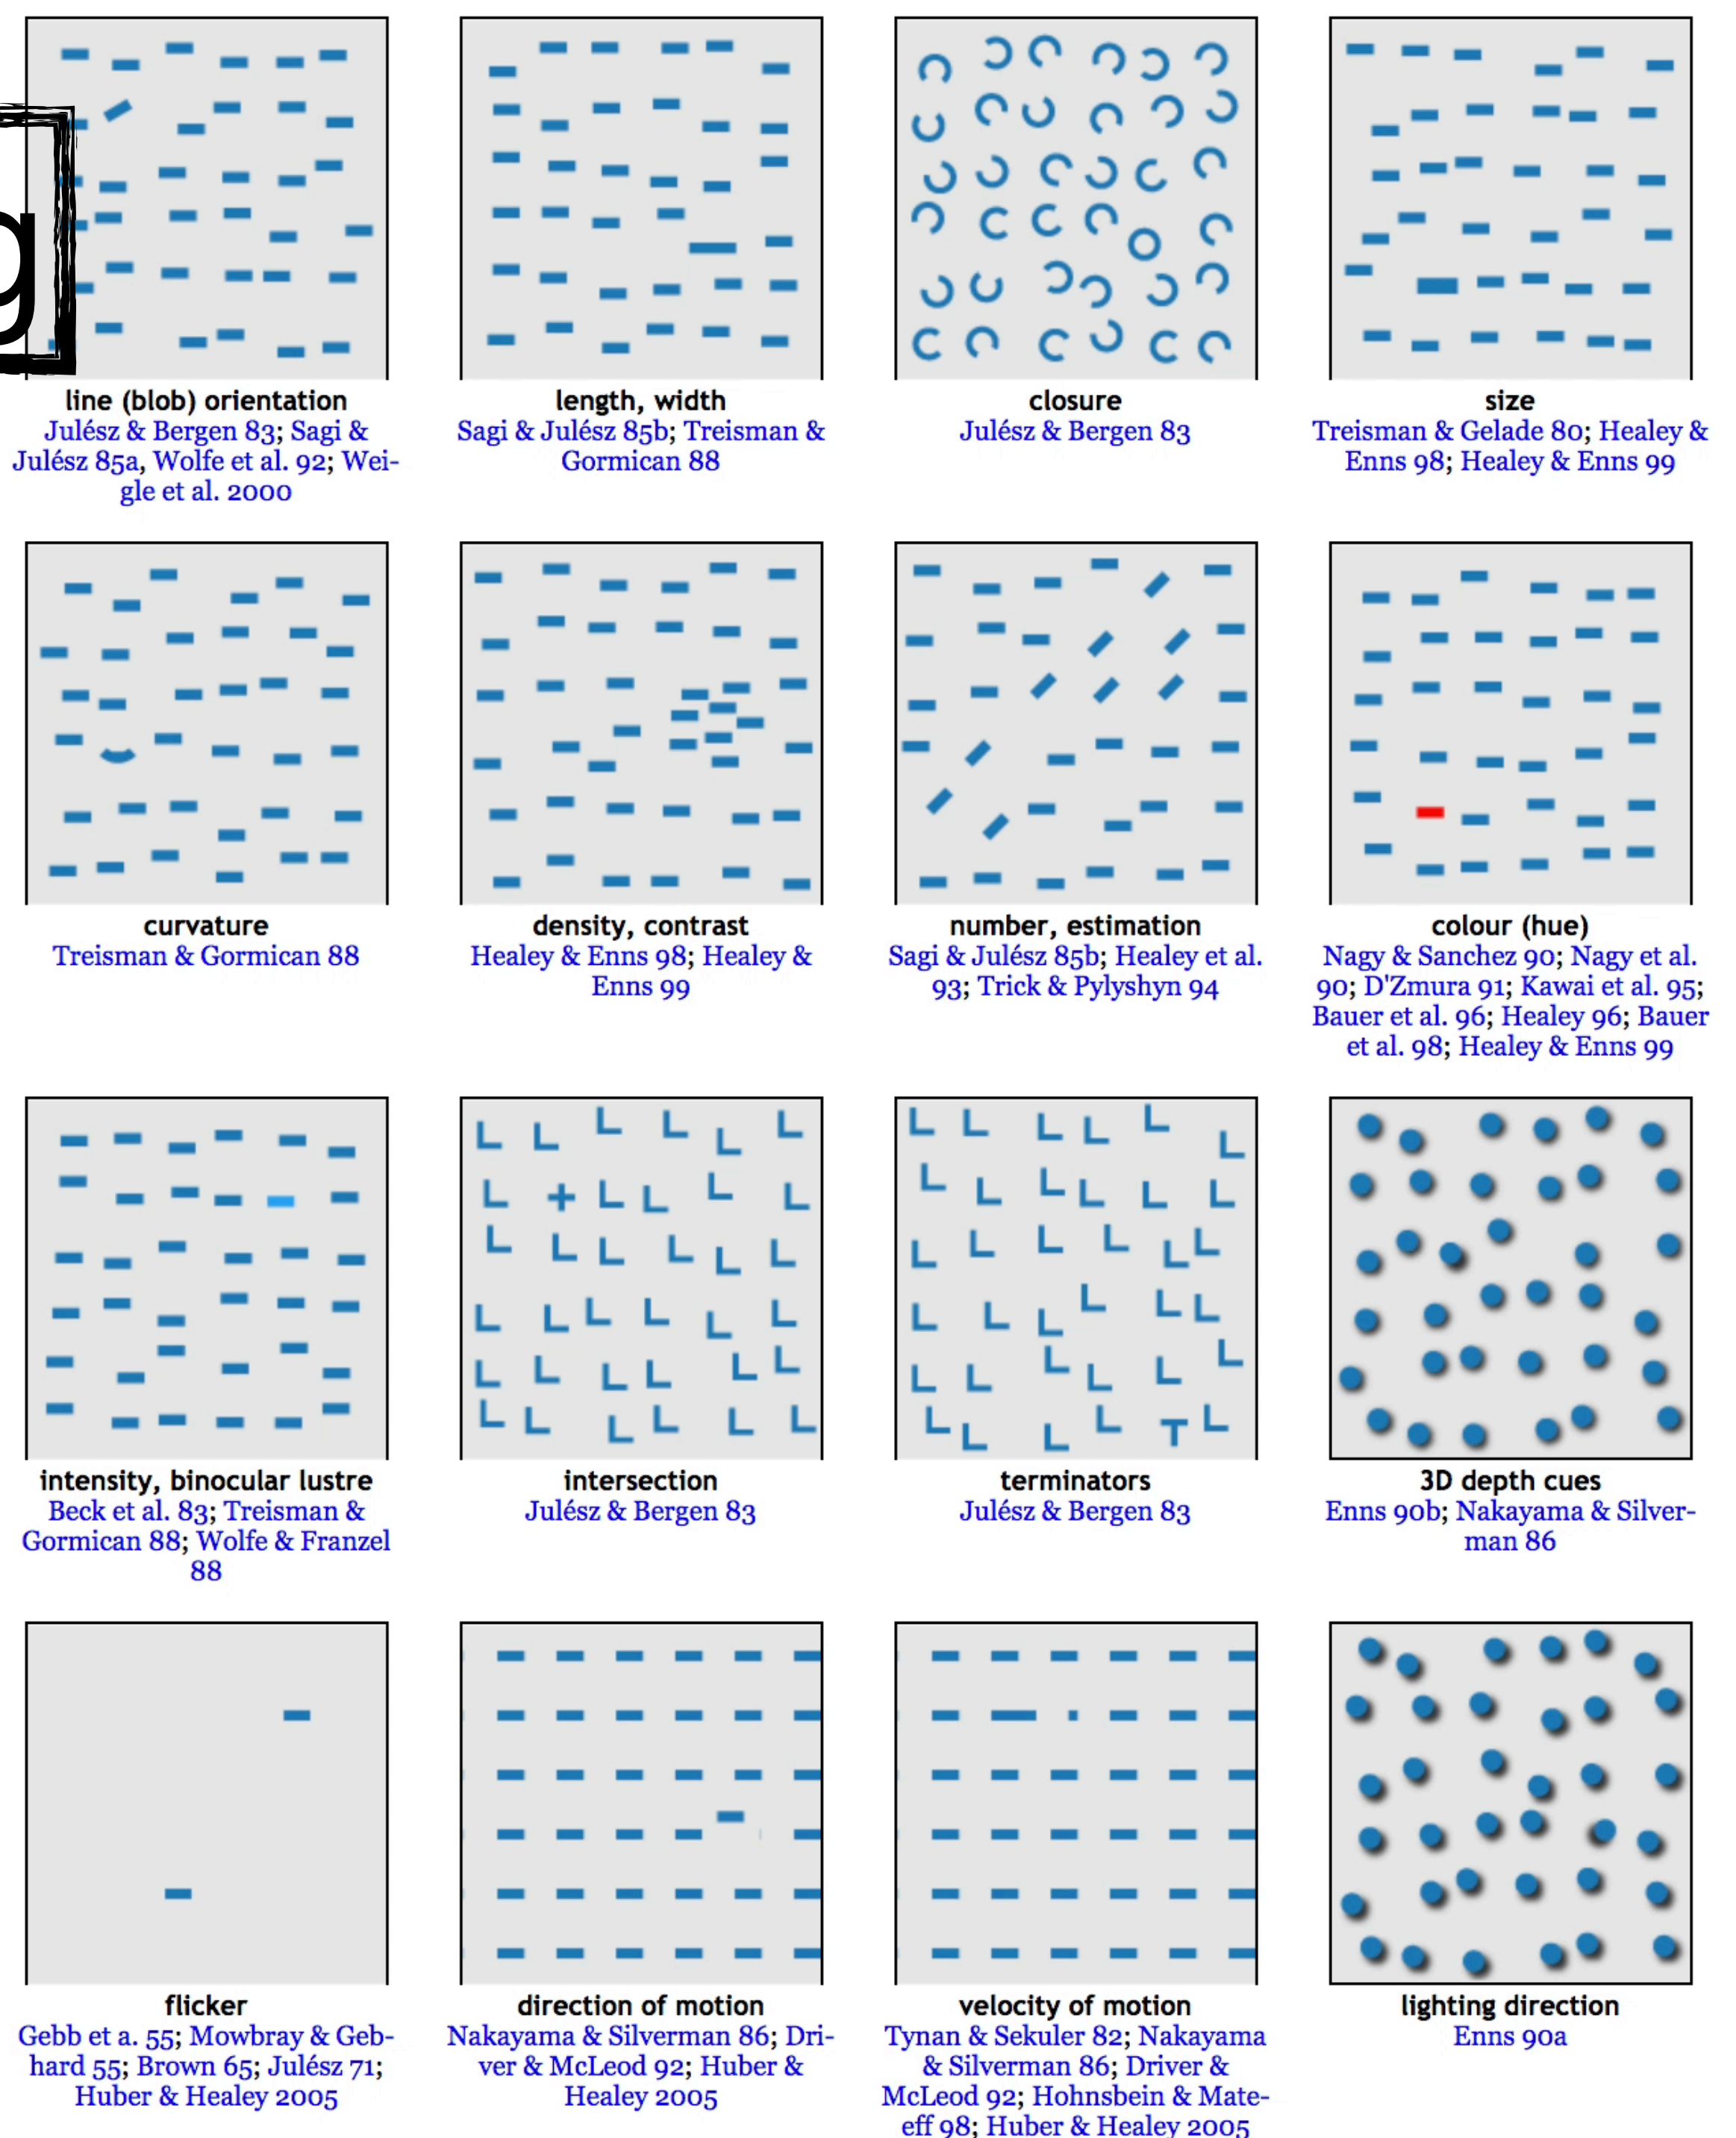 g
line (blob) orientation
Julész & Bergen 83; Sagi &
Julész 85a, Wolfe et al. 92; Wei-
gle et al. 2000
length, width
Sagi & Julész 85b; Treisman &
Gormican 88
closure
Julész & Bergen 83
size
Treisman & Gelade 80; Healey &
Enns 98; Healey & Enns 99
curvature
Treisman & Gormican 88
density, contrast
Healey & Enns 98; Healey &
Enns 99
number, estimation
Sagi & Julész 85b; Healey et al.
93; Trick & Pylyshyn 94
colour (hue)
Nagy & Sanchez 90; Nagy et al.
90; D'Zmura 91; Kawai et al. 95;
Bauer et al. 96; Healey 96; Bauer
et al. 98; Healey & Enns 99
intensity, binocular lustre
Beck et al. 83; Treisman &
Gormican 88; Wolfe & Franzel
88
intersection
Julész & Bergen 83
terminators
Julész & Bergen 83
3D depth cues
Enns 90b; Nakayama & Silver-
man 86
flicker
Gebb et a. 55; Mowbray & Geb-
hard 55; Brown 65; Julész 71;
Huber & Healey 2005
direction of motion
Nakayama & Silverman 86; Dri-
ver & McLeod 92; Huber &
Healey 2005
velocity of motion
Tynan & Sekuler 82; Nakayama
& Silverman 86; Driver &
McLeod 92; Hohnsbein & Mate-
eff 98; Huber & Healey 2005
lighting direction
Enns 90a